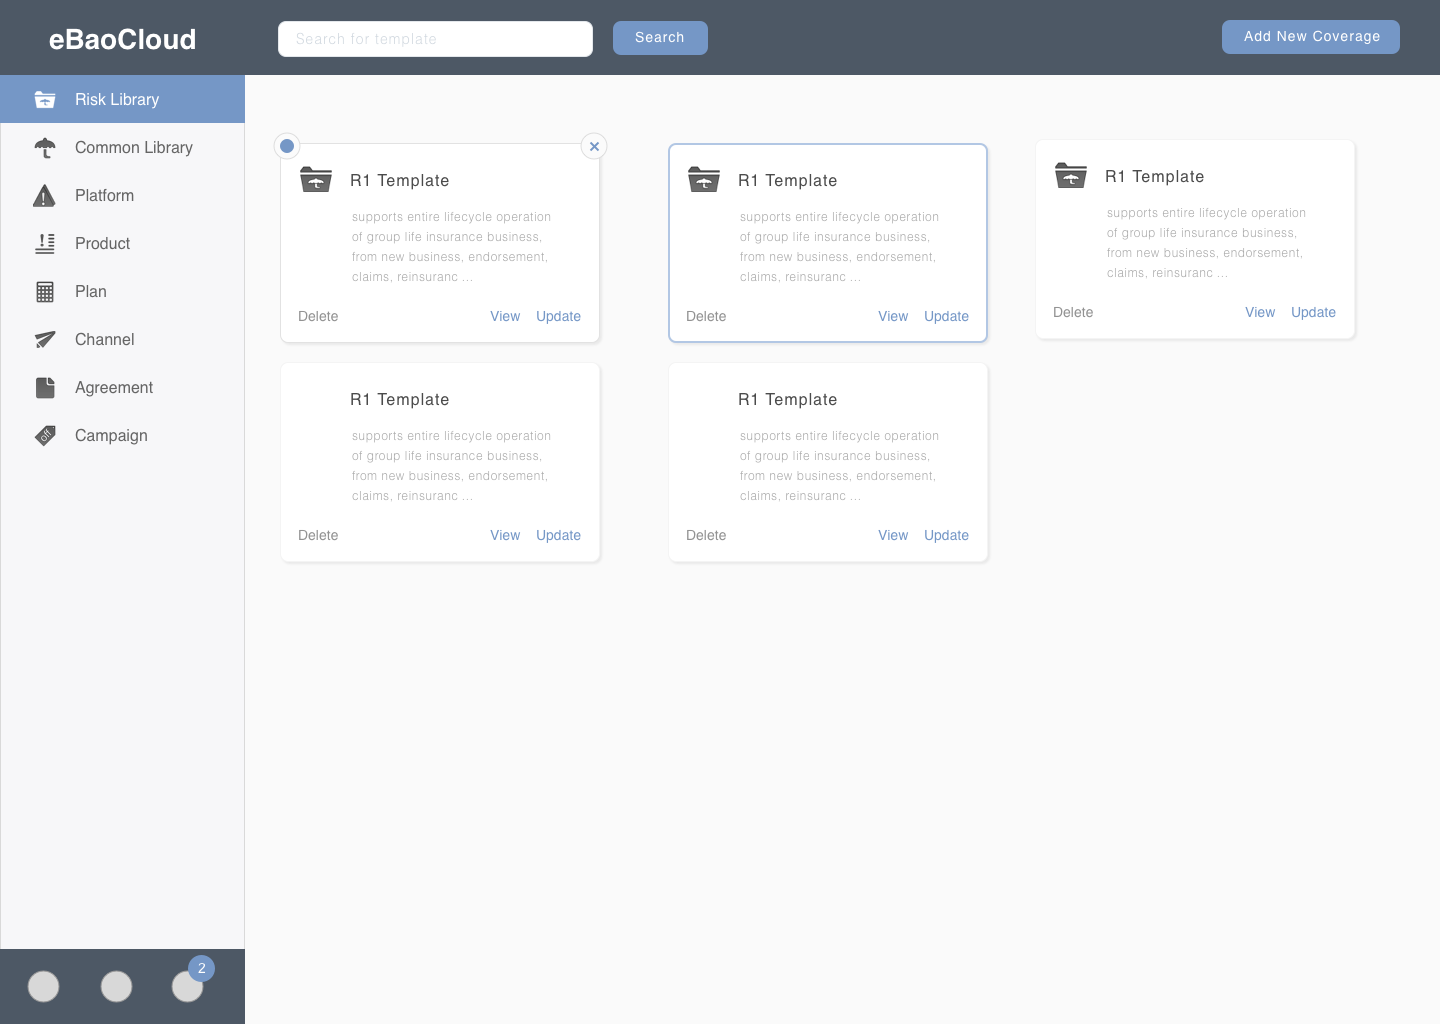 eBaoCloud
Search for template
Search
Add New Coverage
Risk Library
Common Library
Platform
Product
Plan
Channel
Agreement
Campaign
R1 Template
supports entire lifecycle operation
of group life insurance business,
from new business, endorsement,
claims, reinsuranc ...
Delete View Update
R1 Template
supports entire lifecycle operation
of group life insurance business,
from new business, endorsement,
claims, reinsuranc ...
Delete View Update
R1 Template
supports entire lifecycle operation
of group life insurance business,
from new business, endorsement,
claims, reinsuranc ...
Delete View Update
R1 Template
supports entire lifecycle operation
of group life insurance business,
from new business, endorsement,
claims, reinsuranc ...
Delete View Update
R1 Template
supports entire lifecycle operation
of group life insurance business,
from new business, endorsement,
claims, reinsuranc ...
Delete View Update
2